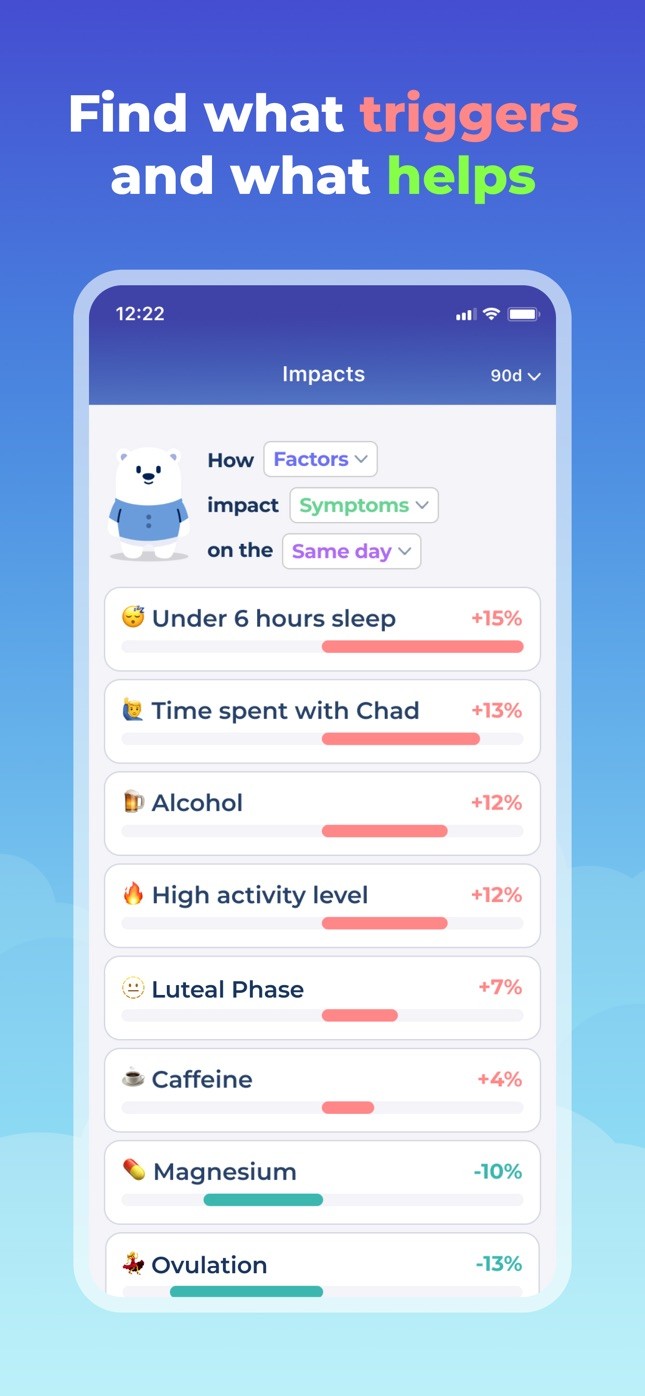 Find what triggers
and what helps
12:22
Impacts
90d
How Factors
impact Symptoms
on the Same day
Under 6 hours sleep +15%
Time spent with Chad +13%
Alcohol +12%
High activity level +12%
Luteal Phase +7%
Caffeine +4%
Magnesium -10%
Ovulation -13%